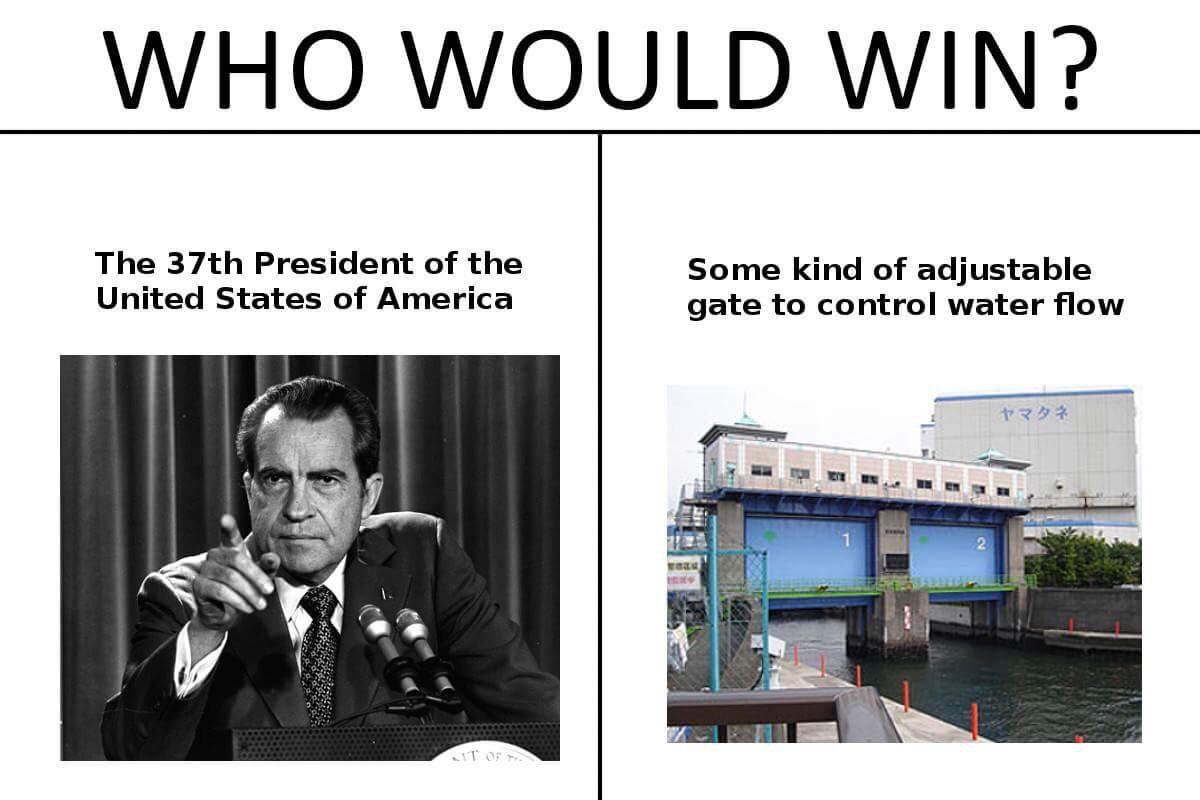 WHO WOULD WIN?
The 37th President of the
United States of America
Some kind of adjustable
gate to control water flow
ヤマタネ
1
2